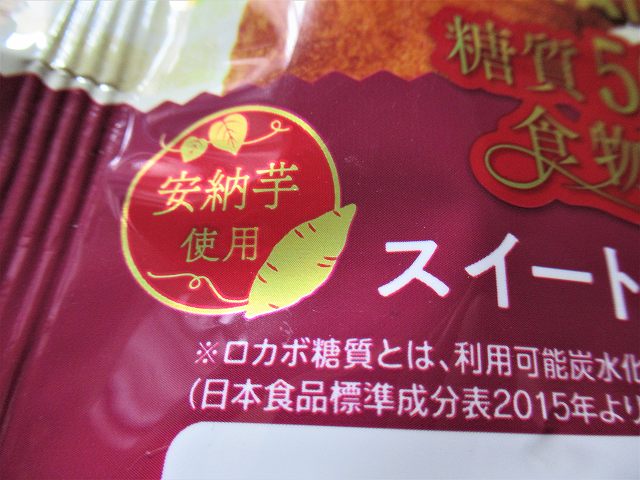 糖質5
食物
安納芋
使用
スイート
※ロカボ糖質とは、利用可能炭水化
(日本食品標準成分表2015年より